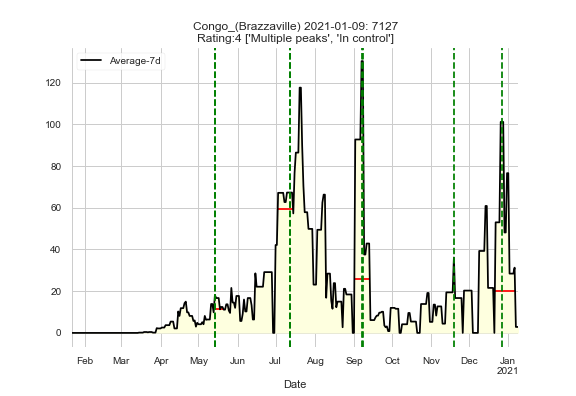 Congo_(Brazzaville) 2021-01-09: 7127
Rating:4 ['Multiple peaks', 'In control']
Average-7d
120
100
80
60
40
20
0
Feb Mar Apr May Jun Jul Aug Sep Oct Nov Dec Jan
2021
Date